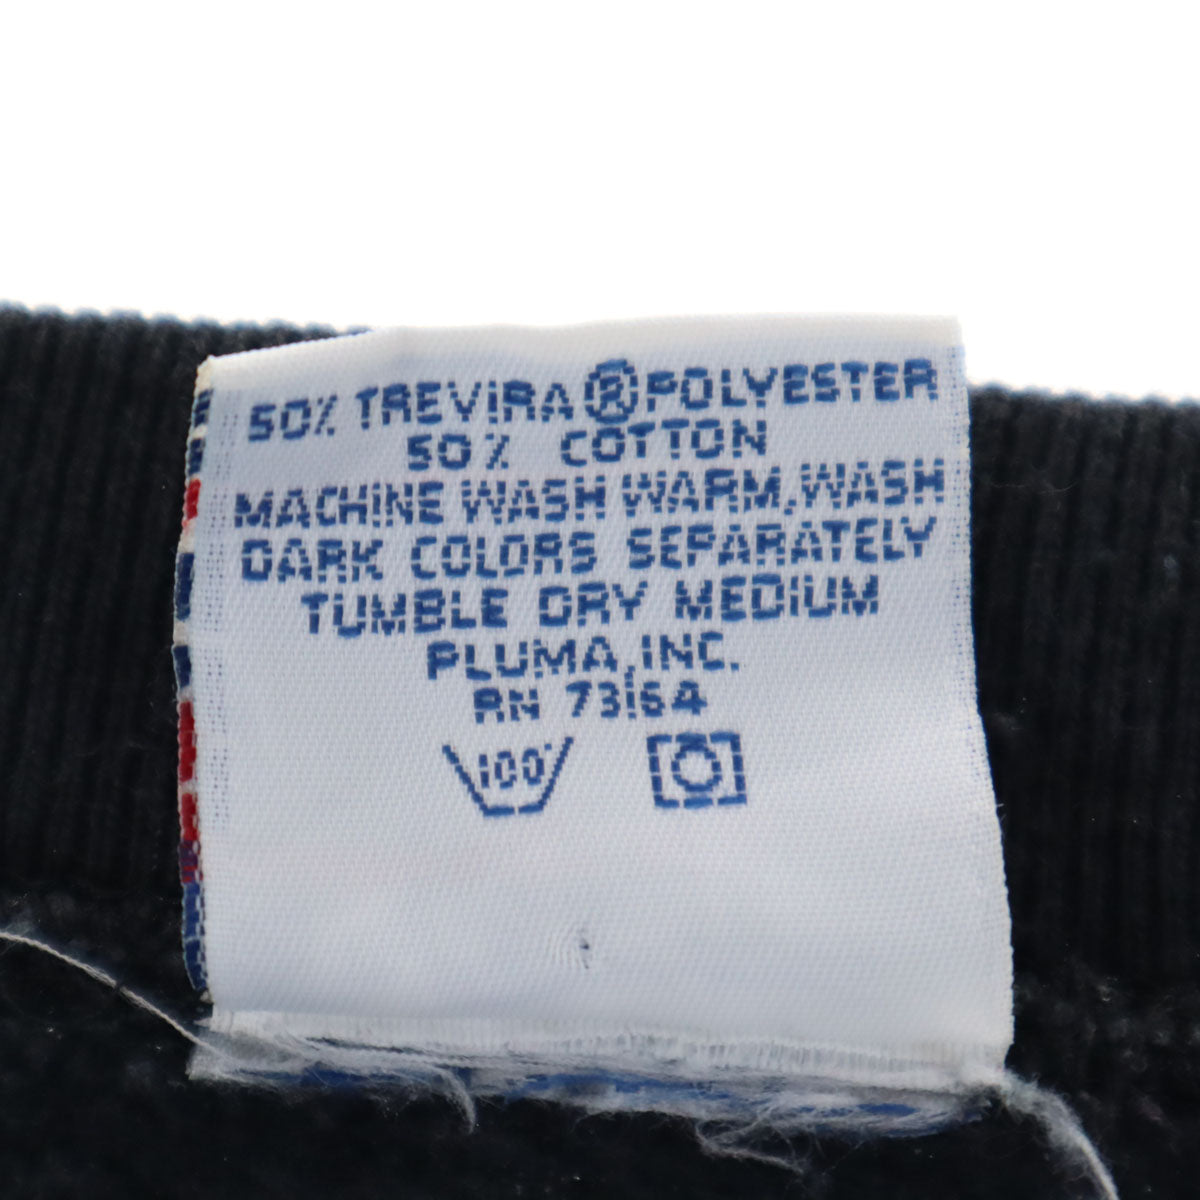 50% TREVIRA®POLYESTER
50% COTTON
MACHINE WASH WARM,WASH
DARK COLORS SEPARATELY
TUMBLE DRY MEDIUM
PLUMA,INC.
RN 73164
100°